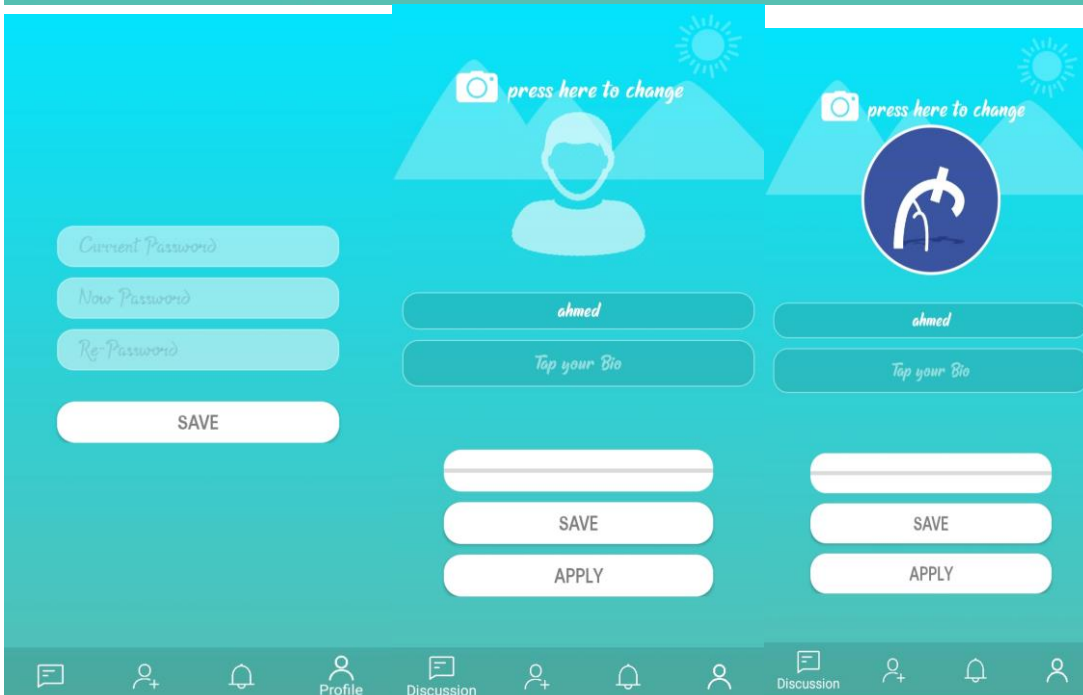 Current Password
New Password
Re-Password
SAVE
Profile
press here to change
ahmed
Tap your Bio
SAVE
APPLY
Discussion
press here to change
ahmed
Tap your Bio
SAVE
APPLY
Discussion